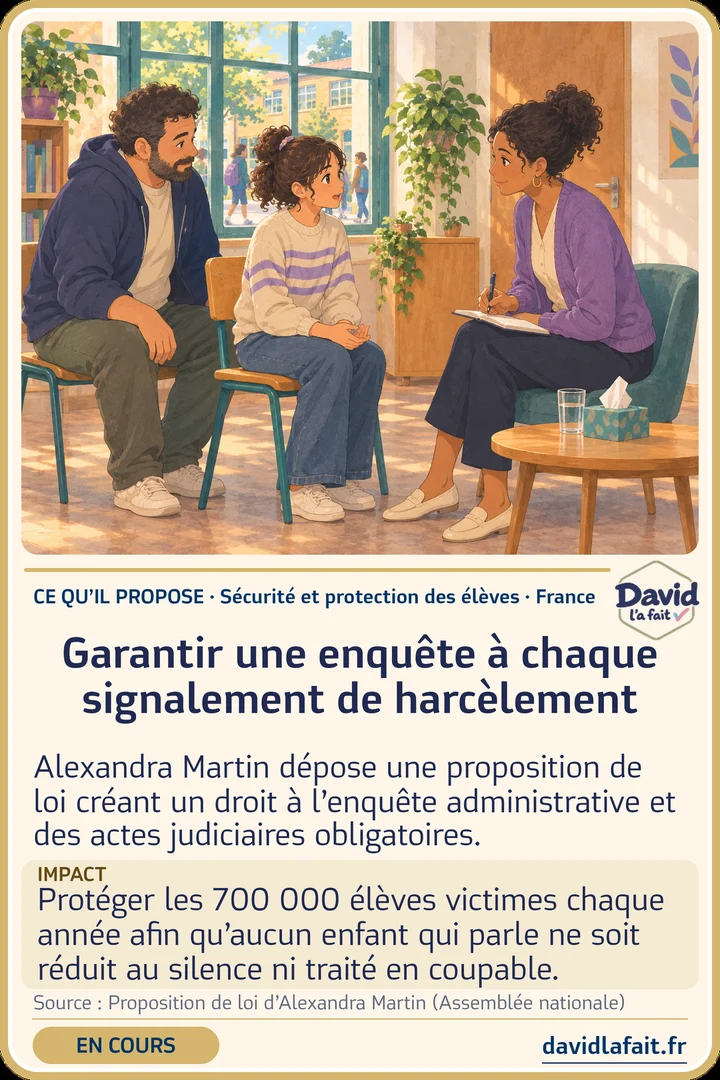 CE QU’IL PROPOSE · Sécurité et protection des élèves · France
David
l’a fait
Garantir une enquête à chaque
signalement de harcèlement
Alexandra Martin dépose une proposition de
loi créant un droit à l’enquête administrative et
des actes judiciaires obligatoires.
IMPACT
Protéger les 700 000 élèves victimes chaque
année afin qu’aucun enfant qui parle ne soit
réduit au silence ni traité en coupable.
Source : Proposition de loi d’Alexandra Martin (Assemblée nationale)
EN COURS
davidlafait.fr